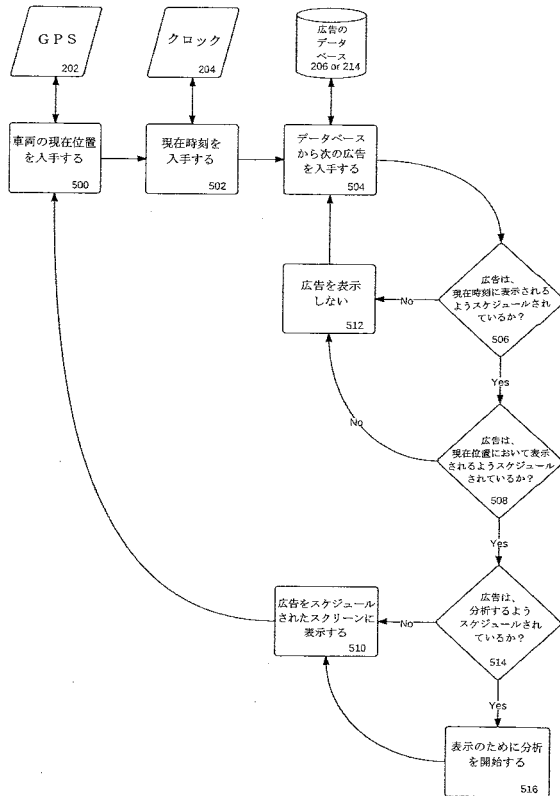 GPS
202
クロック
204
広告の
データ
ベース
206 or 214
車両の現在位置
を入手する
500
現在時刻を
入手する
502
データベース
から次の広告
を入手する
504
広告を表示
しない
512
No
広告は、
現在時刻に表示される
ようスケジュールされ
ているか？
506
Yes
No
広告は、
現在位置において表示
されるようスケジュール
されているか？
508
Yes
広告をスケジュール
されたスクリーンに
表示する
510
No
広告は、
分析するよう
スケジュールされ
ているか？
514
Yes
表示のために分析
を開始する
516